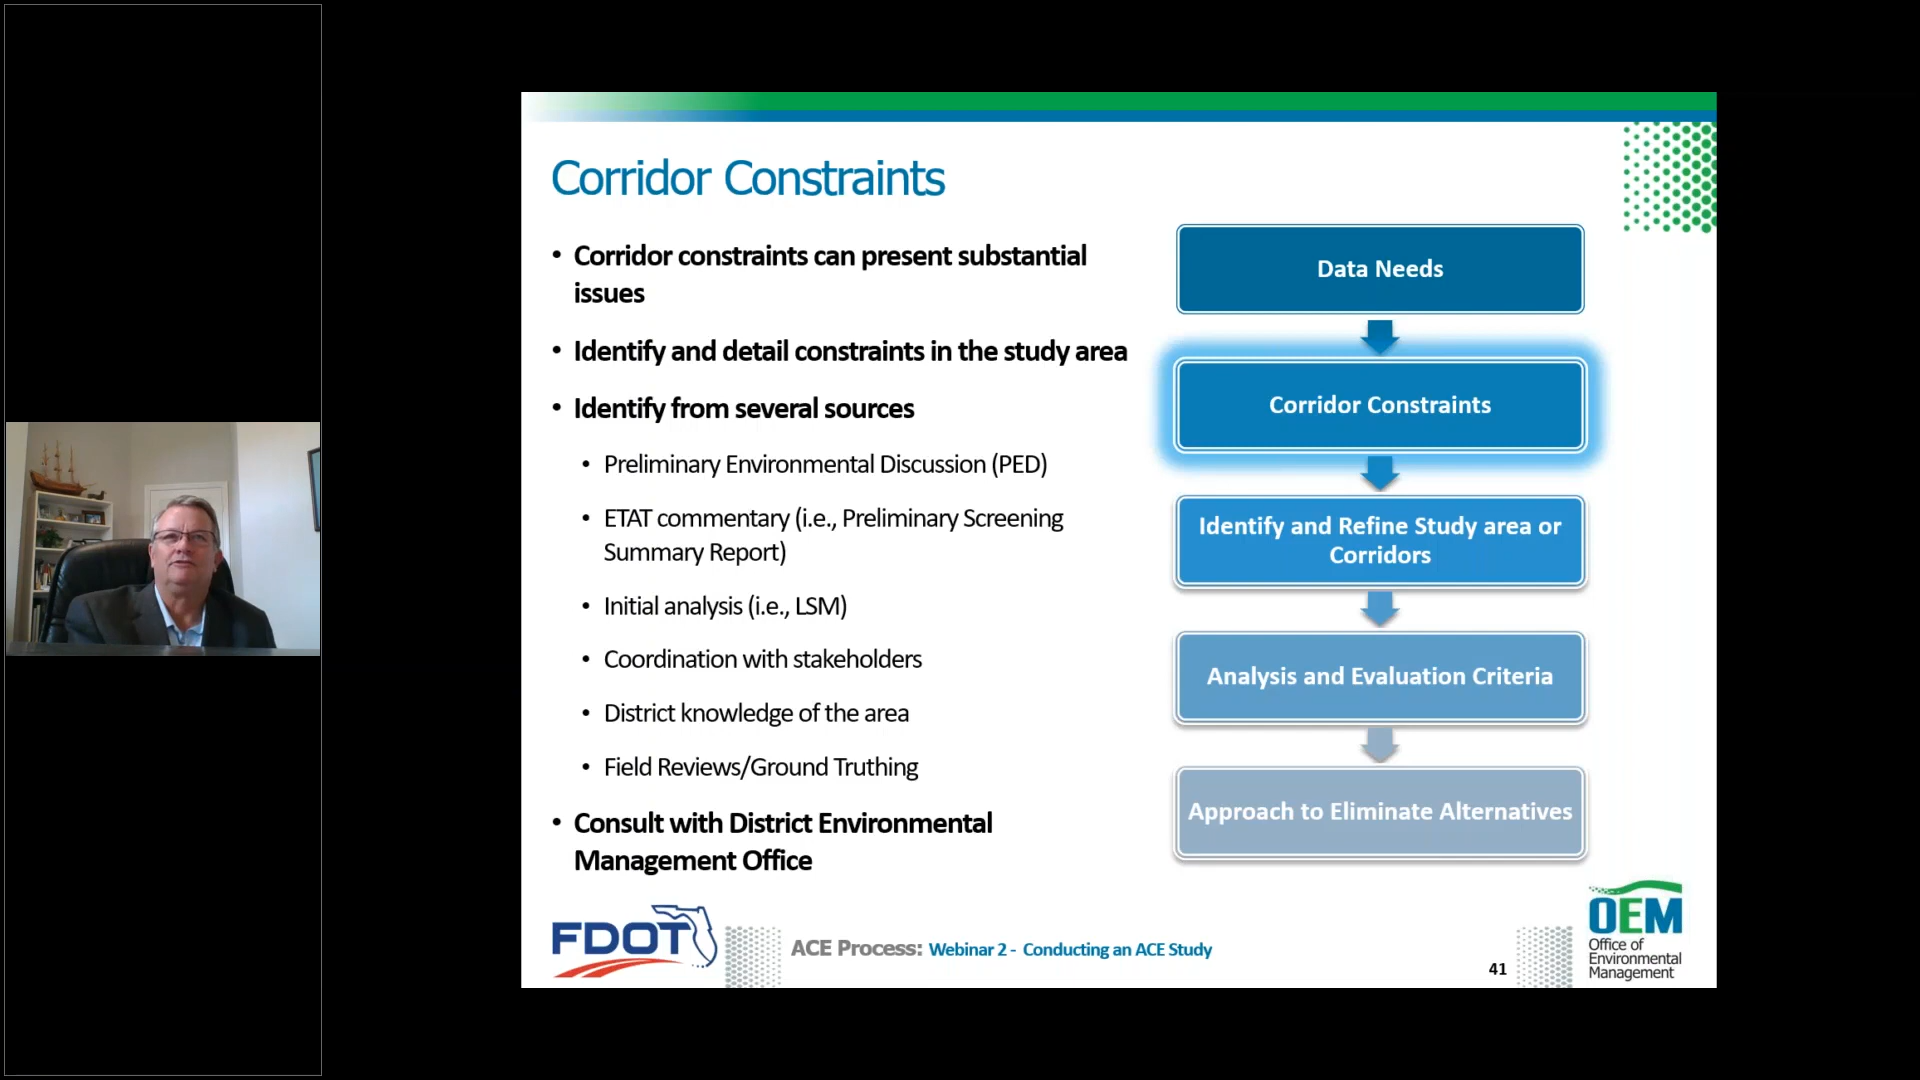 Corridor Constraints
• Corridor constraints can present substantial
issues
• Identify and detail constraints in the study area
• Identify from several sources
• Preliminary Environmental Discussion (PED)
• ETAT commentary (i.e., Preliminary Screening
Summary Report)
• Initial analysis (i.e., LSM)
• Coordination with stakeholders
• District knowledge of the area
• Field Reviews/Ground Truthing
• Consult with District Environmental
Management Office
Data Needs
Corridor Constraints
Identify and Refine Study area or
Corridors
Analysis and Evaluation Criteria
Approach to Eliminate Alternatives
FDOT
ACE Process: Webinar 2 - Conducting an ACE Study
41
OEM
Office of
Environmental
Management